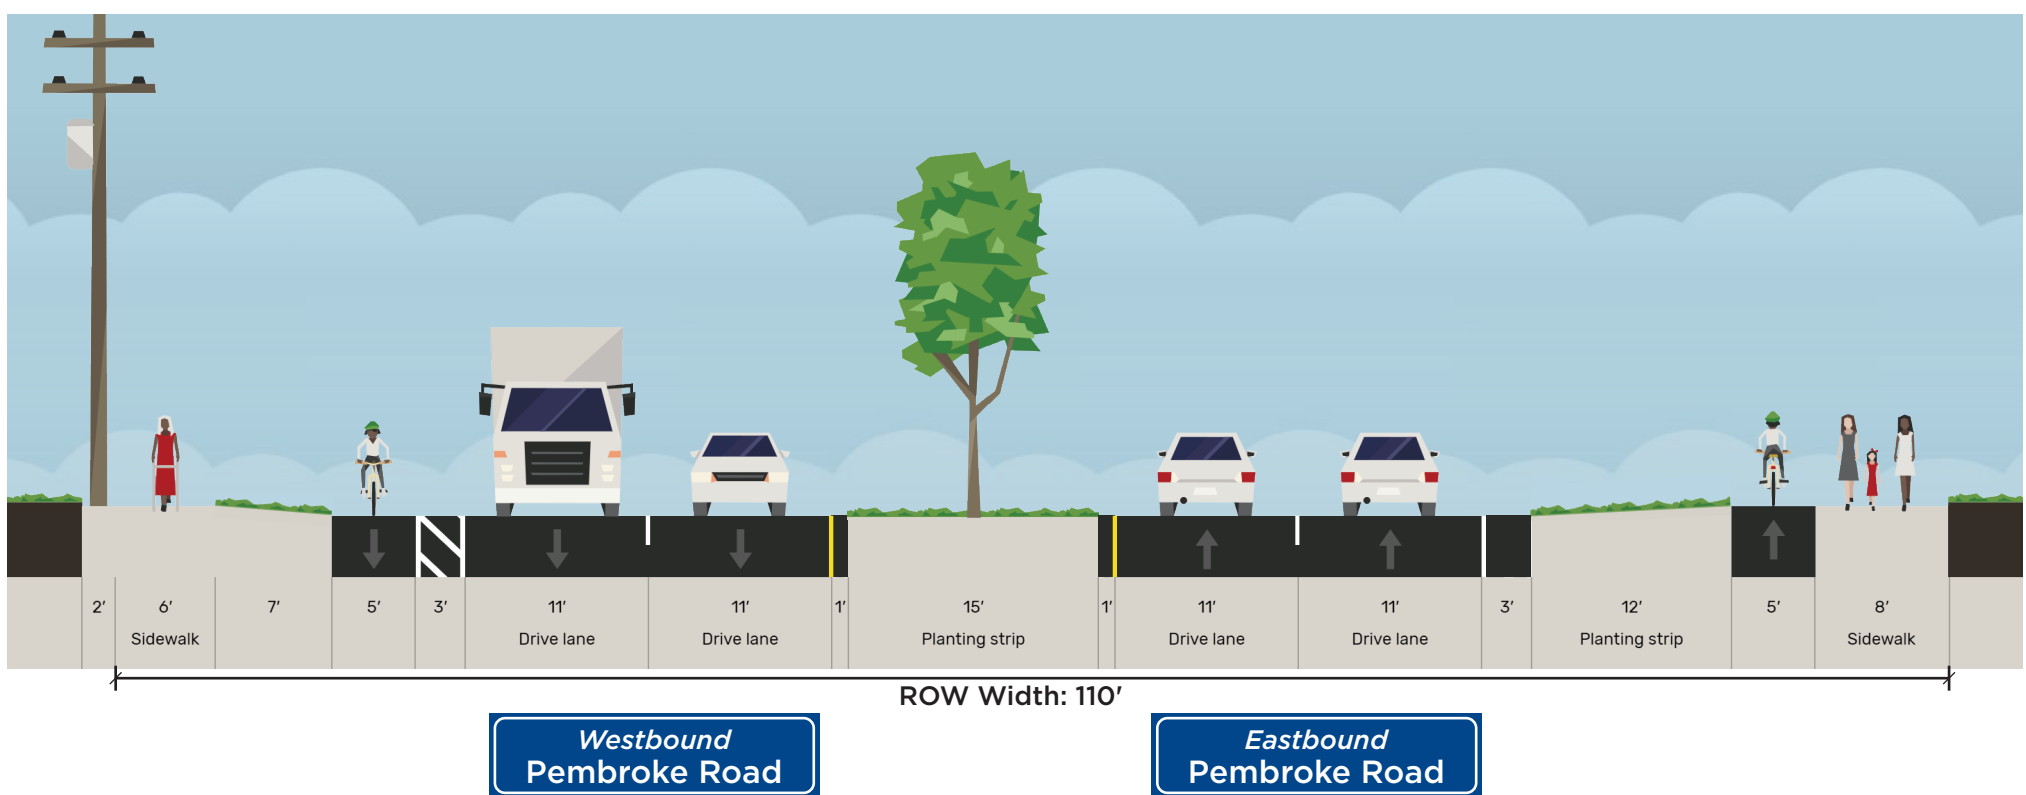 2′ 6′ 7′ 5′ 3′ 11′ 11′ 1′ 15′ 1′ 11′ 11′ 3′ 12′ 5′ 8′
Sidewalk Drive lane Drive lane Planting strip Drive lane Drive lane Planting strip Sidewalk
ROW Width: 110'
Westbound
Pembroke Road
Eastbound
Pembroke Road